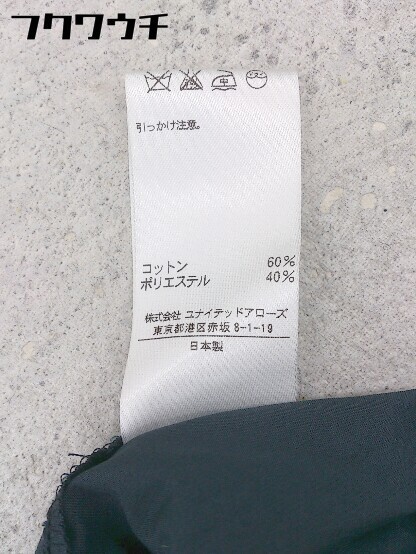 フクワウチ
引っかけ注意。
コットン 60%
ポリエステル 40%
株式会社 ユナイテッドアローズ
東京都港区赤坂 8-1-19
日本製